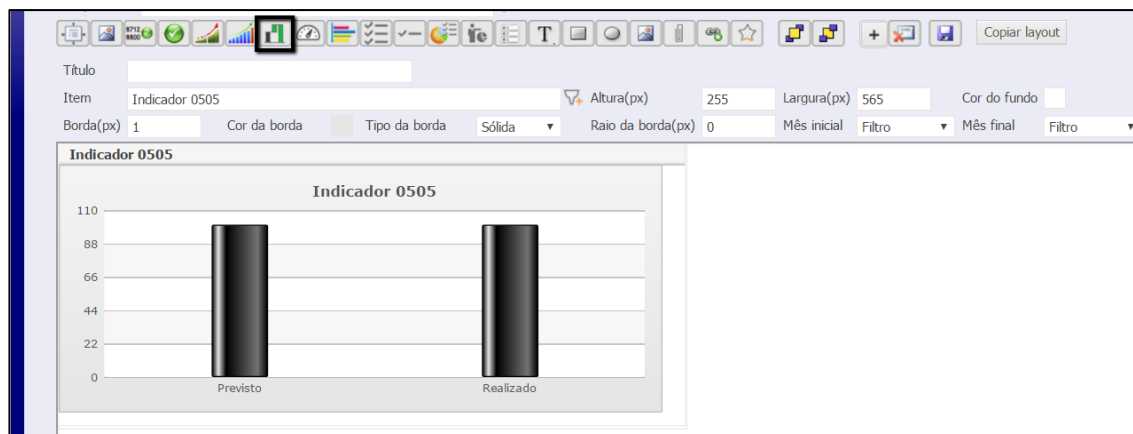 Copiar layout
Título
Item Indicador 0505 Altura(px) 255 Largura(px) 565 Cor do fundo
Borda(px) 1 Cor da borda Tipo da borda Sólida Raio da borda(px) 0 Mês inicial Filtro Mês final Filtro
Indicador 0505
Indicador 0505
110
88
66
44
22
0
Previsto Realizado